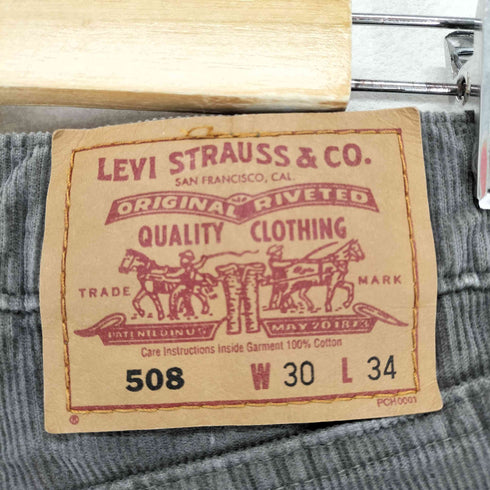 LEVI STRAUSS & CO.
SAN FRANCISCO, CAL.
ORIGINAL RIVETED
QUALITY CLOTHING
TRADE MARK
PATENTED IN U.S. MAY 20 1873
Care Instructions Inside Garment 100% Cotton
508 W 30 L 34
PCH0001
®